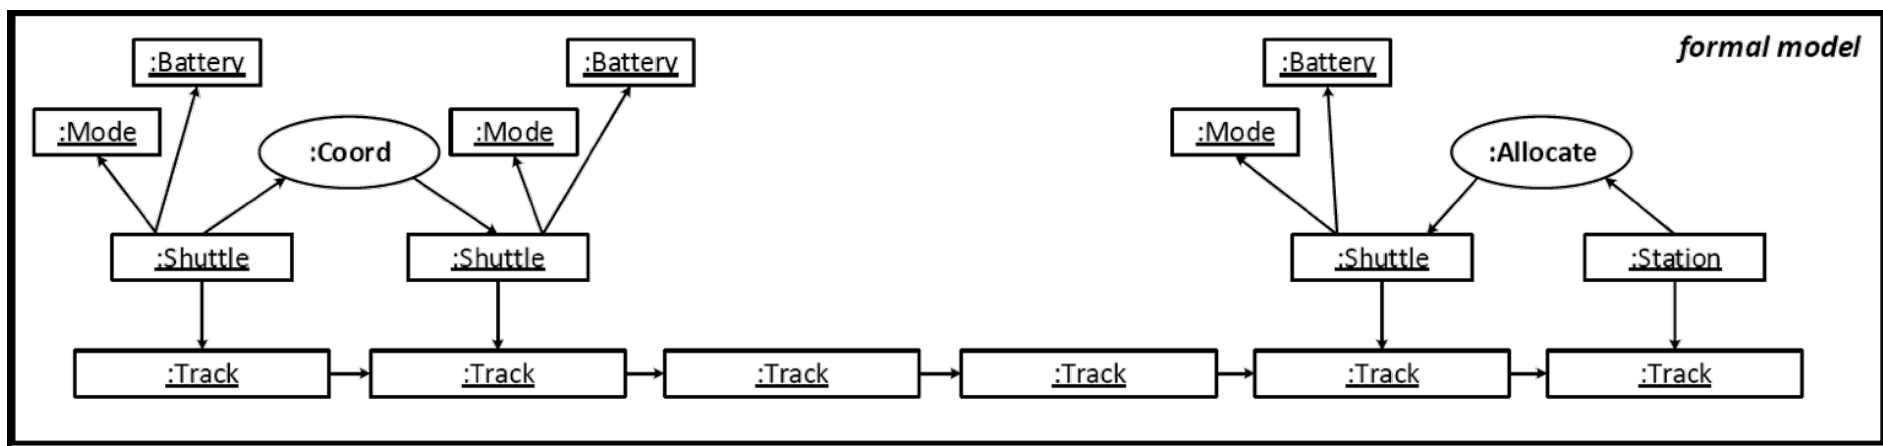 formal model
:Battery
:Battery
:Battery
:Mode
:Coord
:Mode
:Mode
:Allocate
:Shuttle
:Shuttle
:Shuttle
:Station
:Track
:Track
:Track
:Track
:Track
:Track